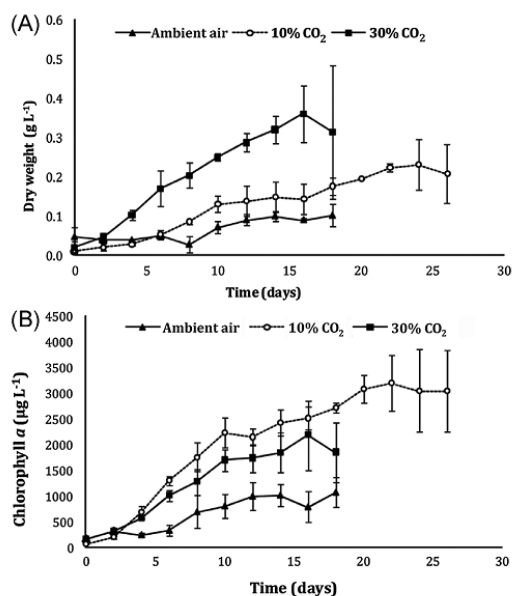 (A)
0.6
Ambient air 10% CO₂ 30% CO₂
0.5
0.4
0.3
0.2
0.1
0.0
Dry weight (g L⁻¹)
0 5 10 15 20 25 30
Time (days)
(B)
4500
Ambient air 10% CO₂ 30% CO₂
4000
3500
3000
2500
2000
1500
1000
500
0
Chlorophyll a (µg L⁻¹)
0 5 10 15 20 25 30
Time (days)